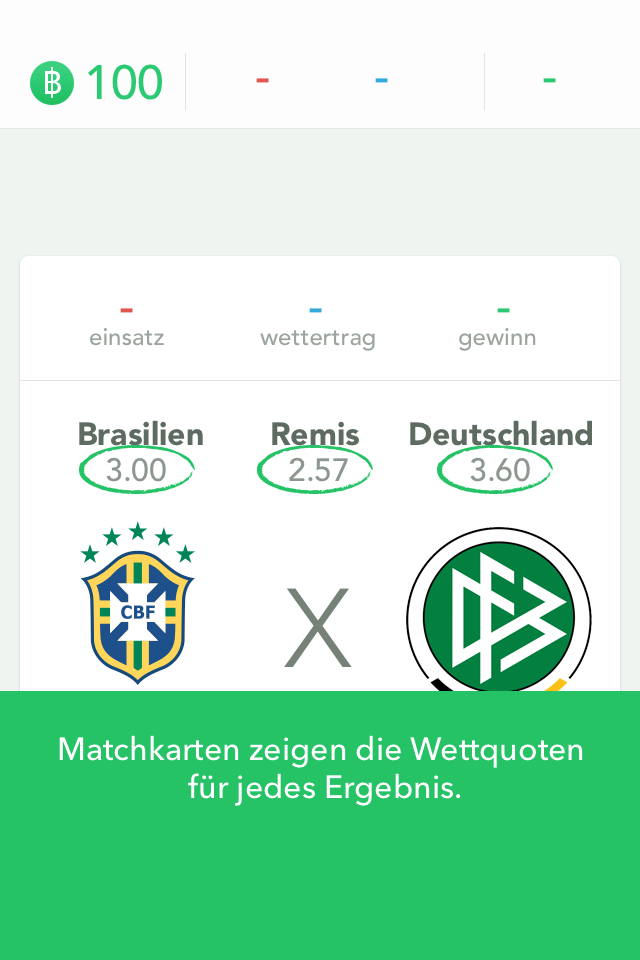 ฿ 100 - - -
- - -
einsatz wettertrag gewinn
Brasilien Remis Deutschland
3.00 2.57 3.60
CBF X DFB
Matchkarten zeigen die Wettquoten
für jedes Ergebnis.